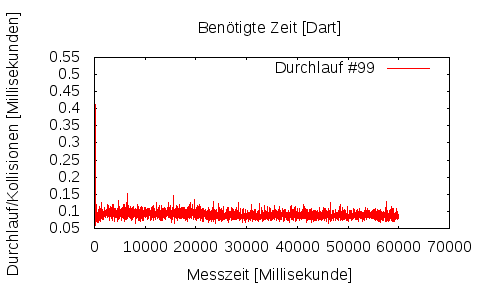 Benötigte Zeit [Dart]
Durchlauf/Kollisionen [Millisekunden]
Durchlauf #99
0.55
0.5
0.45
0.4
0.35
0.3
0.25
0.2
0.15
0.1
0.05
0 10000 20000 30000 40000 50000 60000 70000
Messzeit [Millisekunde]